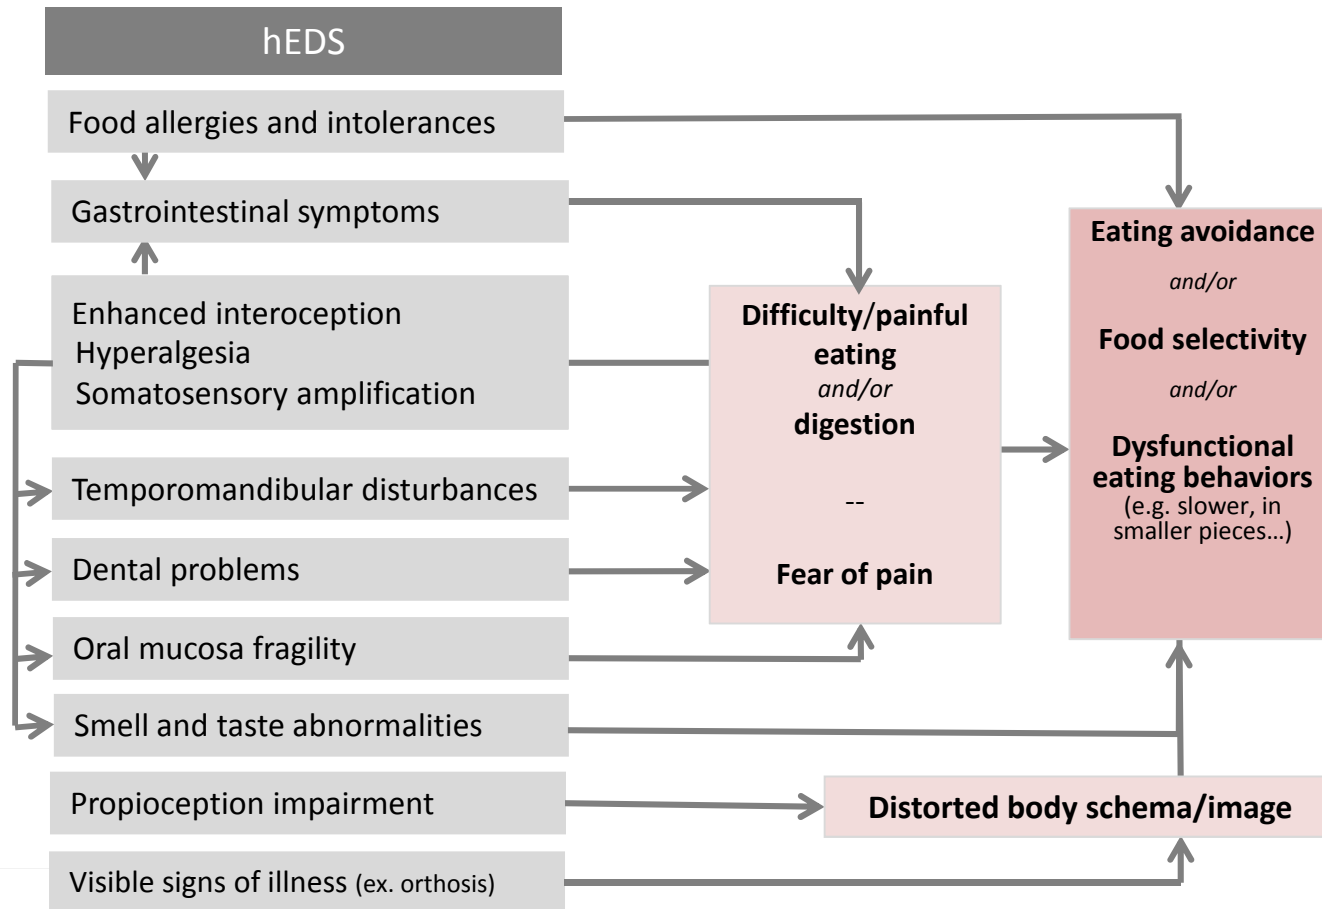 hEDS
Food allergies and intolerances
Gastrointestinal symptoms
Enhanced interoception
Hyperalgesia
Somatosensory amplification
Temporomandibular disturbances
Dental problems
Oral mucosa fragility
Smell and taste abnormalities
Propioception impairment
Visible signs of illness (ex. orthosis)
Difficulty/painful
eating
and/or
digestion
--
Fear of pain
Distorted body schema/image
Eating avoidance
and/or
Food selectivity
and/or
Dysfunctional
eating behaviors
(e.g. slower, in
smaller pieces...)